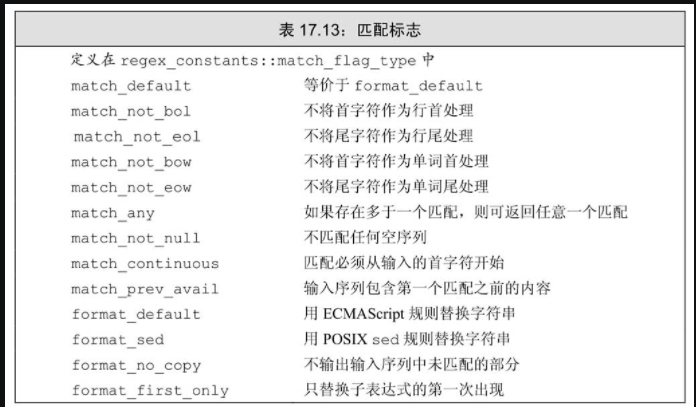 表 17.13：匹配标志
定义在 regex_constants::match_flag_type 中
match_default 等价于 format_default
match_not_bol 不将首字符作为行首处理
match_not_eol 不将尾字符作为行尾处理
match_not_bow 不将首字符作为单词首处理
match_not_eow 不将尾字符作为单词尾处理
match_any 如果存在多于一个匹配，则可返回任意一个匹配
match_not_null 不匹配任何空序列
match_continuous 匹配必须从输入的首字符开始
match_prev_avail 输入序列包含第一个匹配之前的内容
format_default 用 ECMAScript 规则替换字符串
format_sed 用 POSIX sed 规则替换字符串
format_no_copy 不输出输入序列中未匹配的部分
format_first_only 只替换子表达式的第一次出现